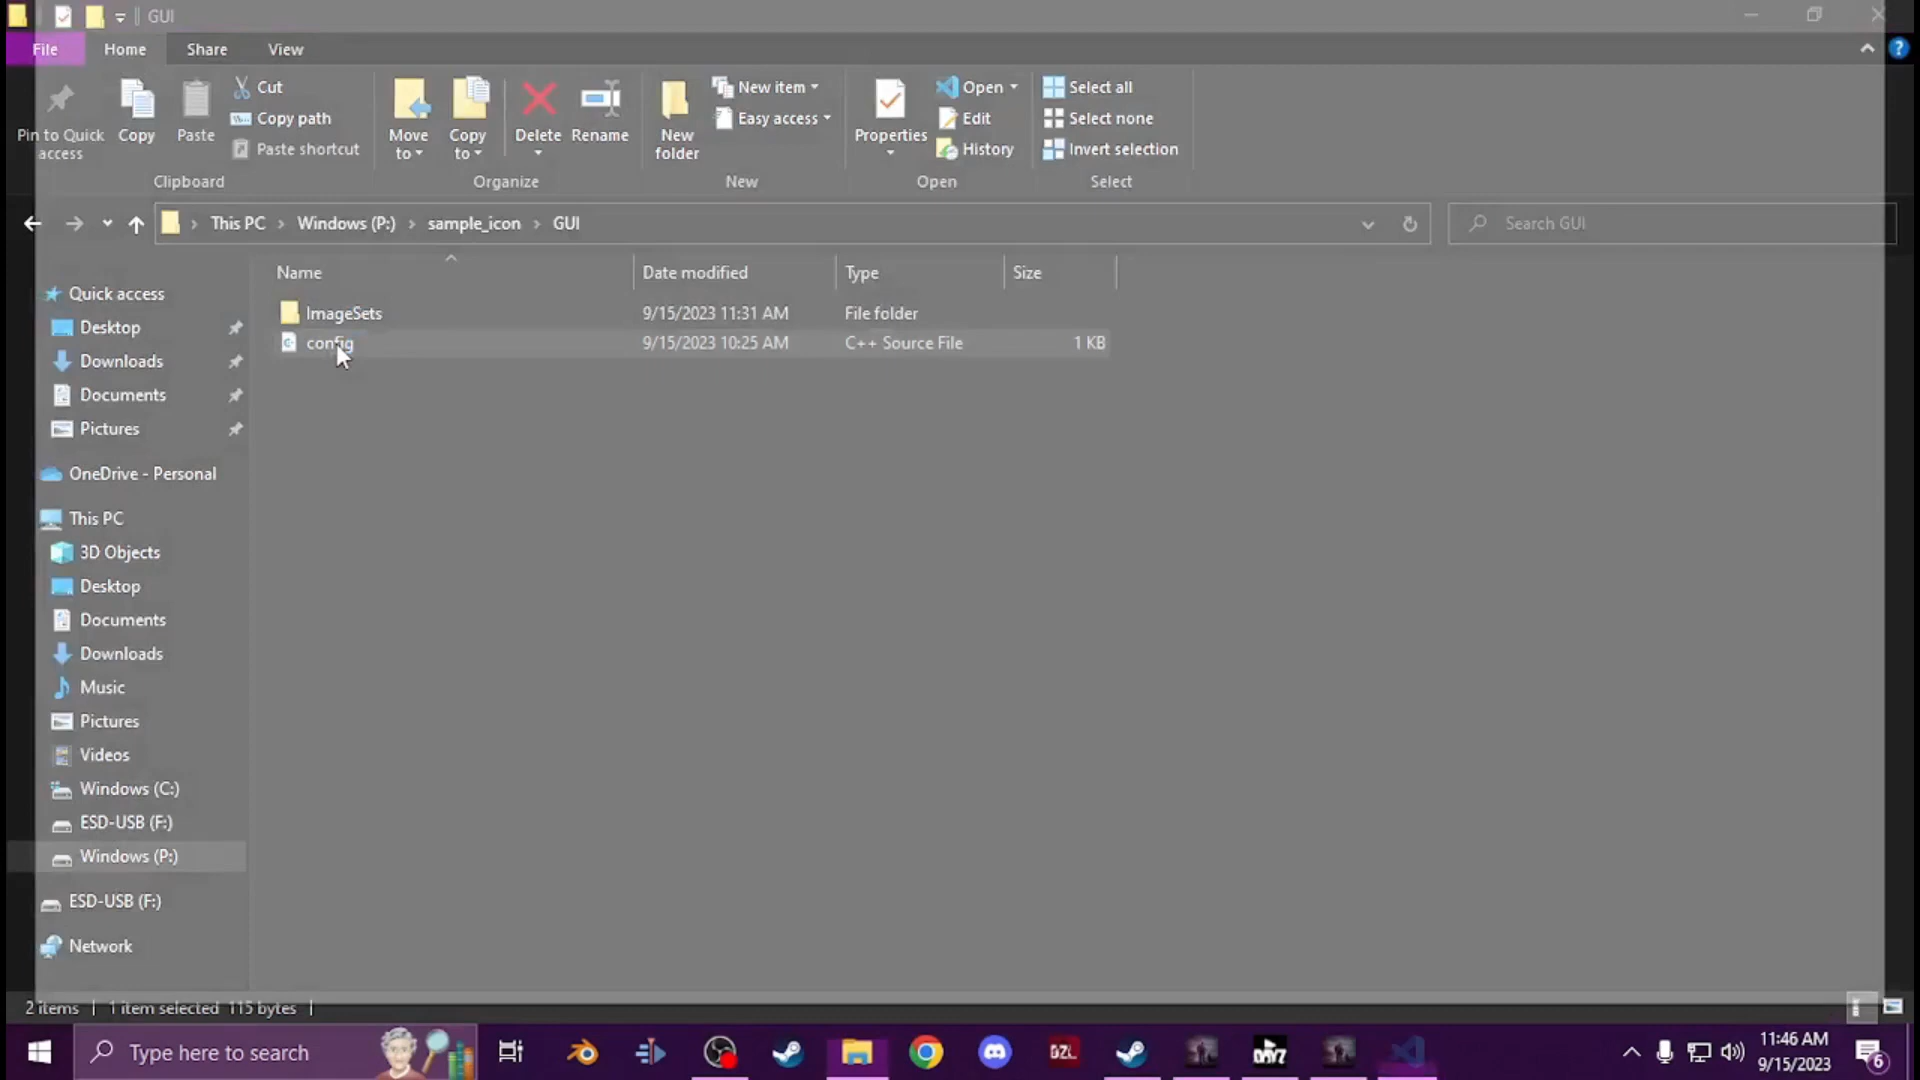 GUI
File Home Share View
Pin to Quick access
Copy
Paste
Cut
Copy path
Paste shortcut
Clipboard
Move to
Copy to
Delete
Rename
Organize
New folder
New item
Easy access
New
Properties
Open
Edit
History
Open
Select all
Select none
Invert selection
Select
This PC > Windows (P:) > sample_icon > GUI
Search GUI
Name Date modified Type Size
ImageSets 9/15/2023 11:31 AM File folder
config 9/15/2023 10:25 AM C++ Source File 1 KB
Quick access
Desktop
Downloads
Documents
Pictures
OneDrive - Personal
This PC
3D Objects
Desktop
Documents
Downloads
Music
Pictures
Videos
Windows (C:)
ESD-USB (F:)
Windows (P:)
ESD-USB (F:)
Network
2 items 1 item selected 115 bytes
Type here to search
BZL
DAYZ
11:46 AM
9/15/2023
6